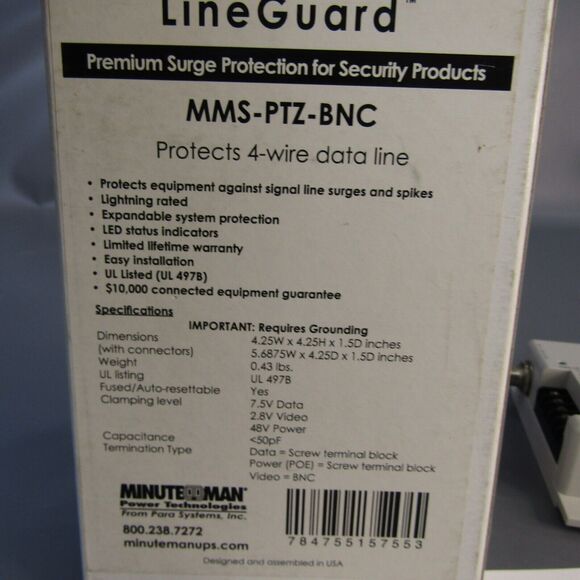 LineGuard™
Premium Surge Protection for Security Products
MMS-PTZ-BNC
Protects 4-wire data line
• Protects equipment against signal line surges and spikes
• Lightning rated
• Expandable system protection
• LED status indicators
• Limited lifetime warranty
• Easy installation
• UL Listed (UL 497B)
• $10,000 connected equipment guarantee
Specifications
IMPORTANT: Requires Grounding
Dimensions 4.25W x 4.25H x 1.5D inches
(with connectors) 5.6875W x 4.25D x 1.5D inches
Weight 0.43 lbs.
UL listing UL 497B
Fused/Auto-resettable Yes
Clamping level 7.5V Data
2.8V Video
48V Power
Capacitance <50pF
Termination Type Data = Screw terminal block
Power (POE) = Screw terminal block
Video = BNC
MINUTEMAN®
Power Technologies
From Para Systems, Inc.
800.238.7272
minutemanups.com
784755157553
Designed and assembled in USA